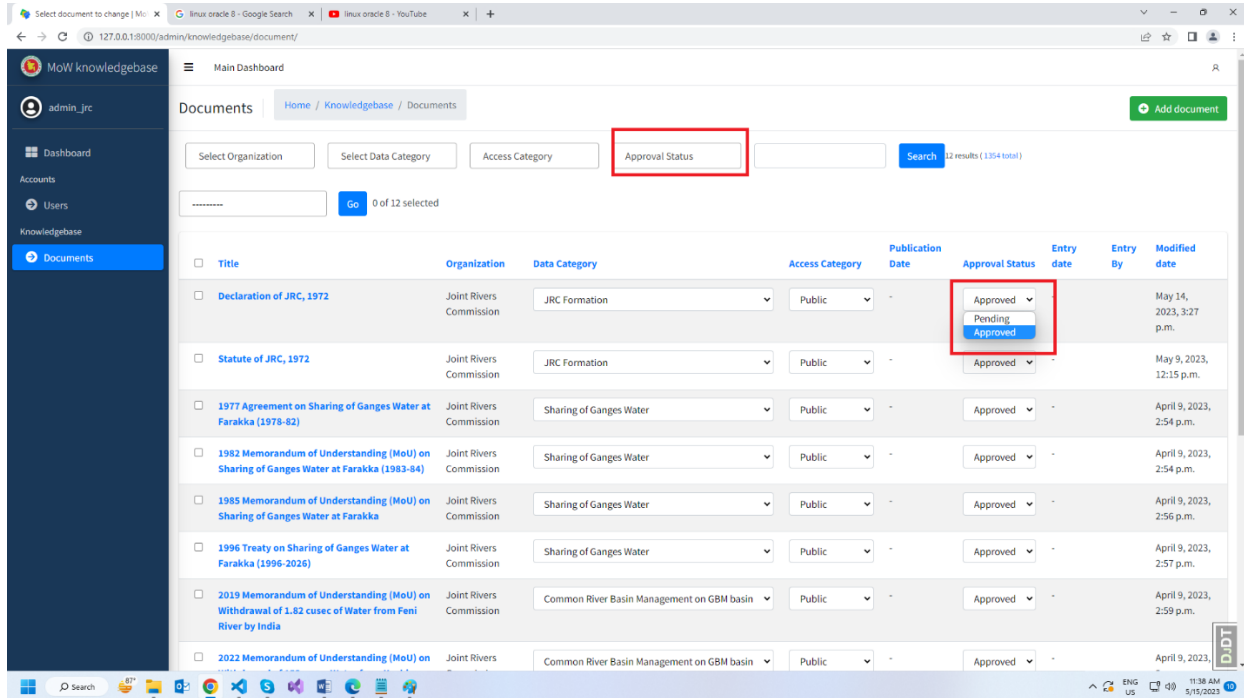 Select document to change | Mo
linux oracle 8 - Google Search
linux oracle 8 - YouTube
127.0.0.1:8000/admin/knowledgebase/document/
MoW knowledgebase
Main Dashboard
admin_jrc
Documents
Home / Knowledgebase / Documents
Add document
Dashboard
Accounts
Users
Knowledgebase
Documents
Select Organization
Select Data Category
Access Category
Approval Status
Search
12 results ( 1354 total )
---------
Go
0 of 12 selected
Title
Organization
Data Category
Access Category
Publication
Date
Approval Status
Entry
date
Entry
By
Modified
date
Declaration of JRC, 1972
Joint Rivers
Commission
JRC Formation
Public
-
Approved
Pending
Approved
-
May 14,
2023, 3:27
p.m.
Statute of JRC, 1972
Joint Rivers
Commission
JRC Formation
Public
-
Approved
-
May 9, 2023,
12:15 p.m.
1977 Agreement on Sharing of Ganges Water at
Farakka (1978-82)
Joint Rivers
Commission
Sharing of Ganges Water
Public
-
Approved
-
April 9, 2023,
2:54 p.m.
1982 Memorandum of Understanding (MoU) on
Sharing of Ganges Water at Farakka (1983-84)
Joint Rivers
Commission
Sharing of Ganges Water
Public
-
Approved
-
April 9, 2023,
2:54 p.m.
1985 Memorandum of Understanding (MoU) on
Sharing of Ganges Water at Farakka
Joint Rivers
Commission
Sharing of Ganges Water
Public
-
Approved
-
April 9, 2023,
2:56 p.m.
1996 Treaty on Sharing of Ganges Water at
Farakka (1996-2026)
Joint Rivers
Commission
Sharing of Ganges Water
Public
-
Approved
-
April 9, 2023,
2:57 p.m.
2019 Memorandum of Understanding (MoU) on
Withdrawal of 1.82 cusec of Water from Feni
River by India
Joint Rivers
Commission
Common River Basin Management on GBM basin
Public
-
Approved
-
April 9, 2023,
2:59 p.m.
2022 Memorandum of Understanding (MoU) on
Joint Rivers
Common River Basin Management on GBM basin
Public
-
Approved
-
April 9, 2023,
DJDT
Search
87°
ENG
US
11:38 AM
5/15/2023
10